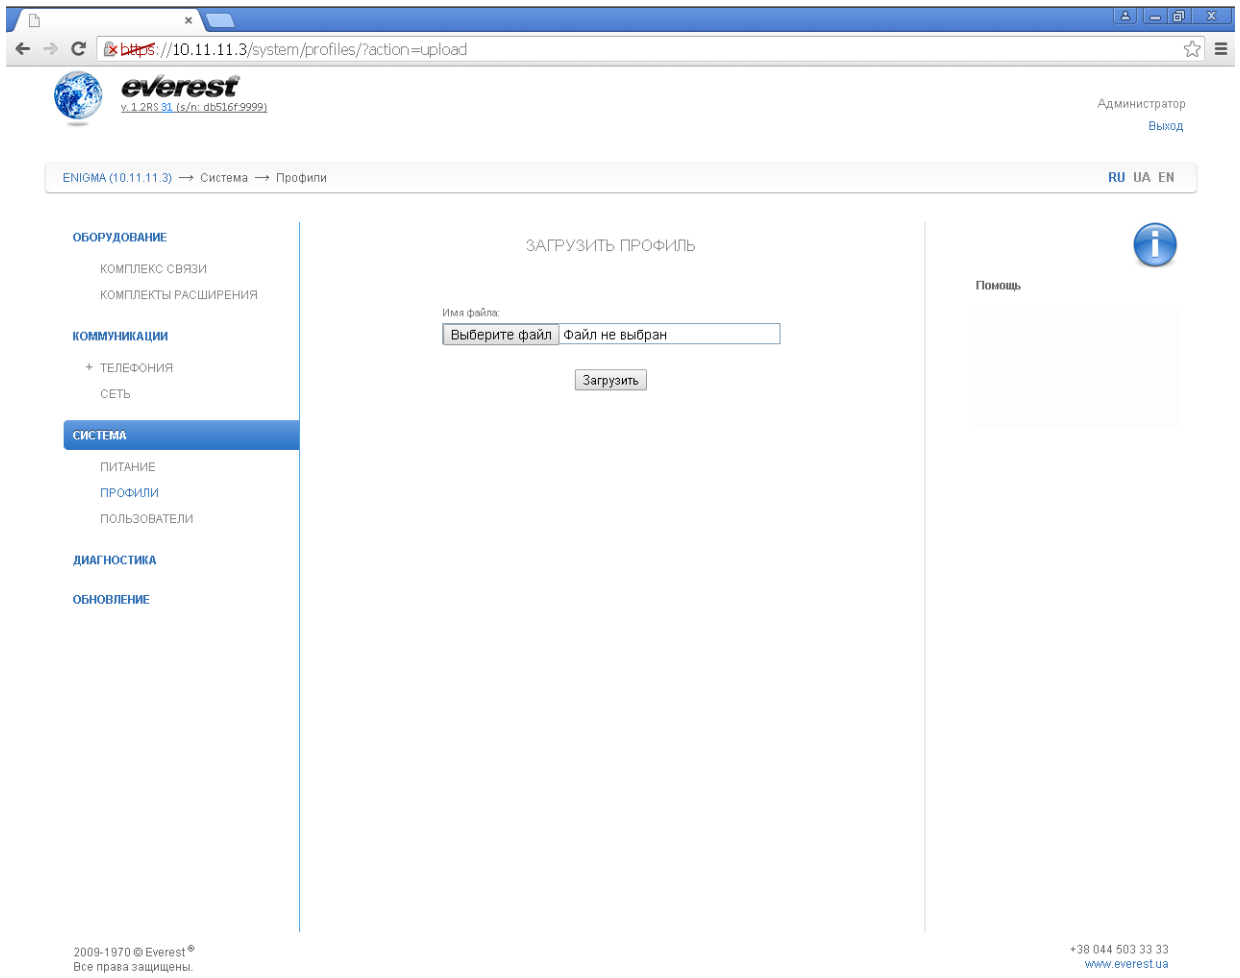 https://10.11.11.3/system/profiles/?action=upload
everest
v. 1.2RS 31 (s/n: db516f:9999)
Администратор
Выход
ENIGMA (10.11.11.3) → Система → Профили
RU UA EN
ОБОРУДОВАНИЕ
КОМПЛЕКС СВЯЗИ
КОМПЛЕКТЫ РАСШИРЕНИЯ
КОММУНИКАЦИИ
+ ТЕЛЕФОНИЯ
СЕТЬ
СИСТЕМА
ПИТАНИЕ
ПРОФИЛИ
ПОЛЬЗОВАТЕЛИ
ДИАГНОСТИКА
ОБНОВЛЕНИЕ
ЗАГРУЗИТЬ ПРОФИЛЬ
Имя файла:
Выберите файл Файл не выбран
Загрузить
Помощь
2009-1970 © Everest ®
Все права защищены.
+38 044 503 33 33
www.everest.ua